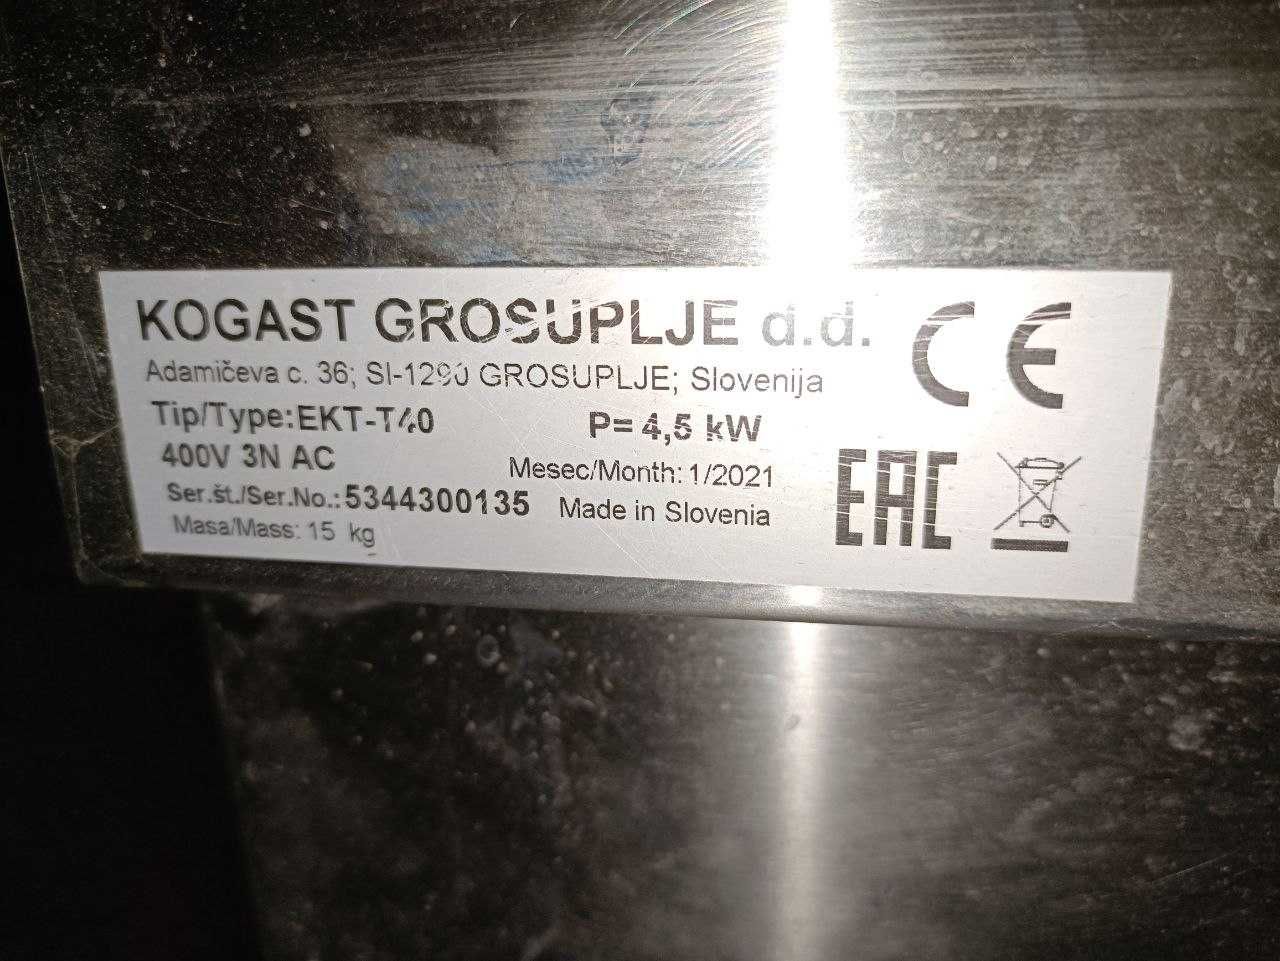 KOGAST GROSUPLJE d.d.
Adamičeva c. 36; SI-1290 GROSUPLJE; Slovenija
Tip/Type: EKT-T40 P= 4,5 kW
400V 3N AC
Mesec/Month: 1/2021
Ser.št./Ser.No.: 5344300135 Made in Slovenia
Masa/Mass: 15 kg
CE
EAC